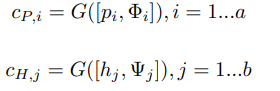 c_{P,i} = G([p_i, Φ_i]), i = 1...a
c_{H,j} = G([h_j, Ψ_j]), j = 1...b